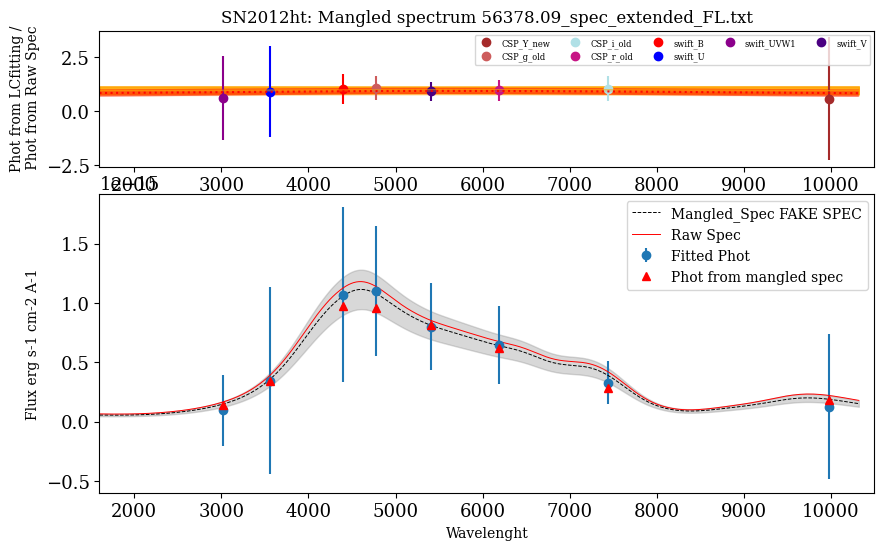 SN2012ht: Mangled spectrum 56378.09_spec_extended_FL.txt
Phot from LCfitting /
Phot from Raw Spec
2.5
0.0
−2.5
CSP_Y_new
CSP_g_old
CSP_i_old
CSP_r_old
swift_B
swift_U
swift_UVW1
swift_V
2000 3000 4000 5000 6000 7000 8000 9000 10000
1e−15
Flux erg s-1 cm-2 A-1
1.5
1.0
0.5
0.0
−0.5
Mangled_Spec FAKE SPEC
Raw Spec
Fitted Phot
Phot from mangled spec
2000 3000 4000 5000 6000 7000 8000 9000 10000
Wavelenght